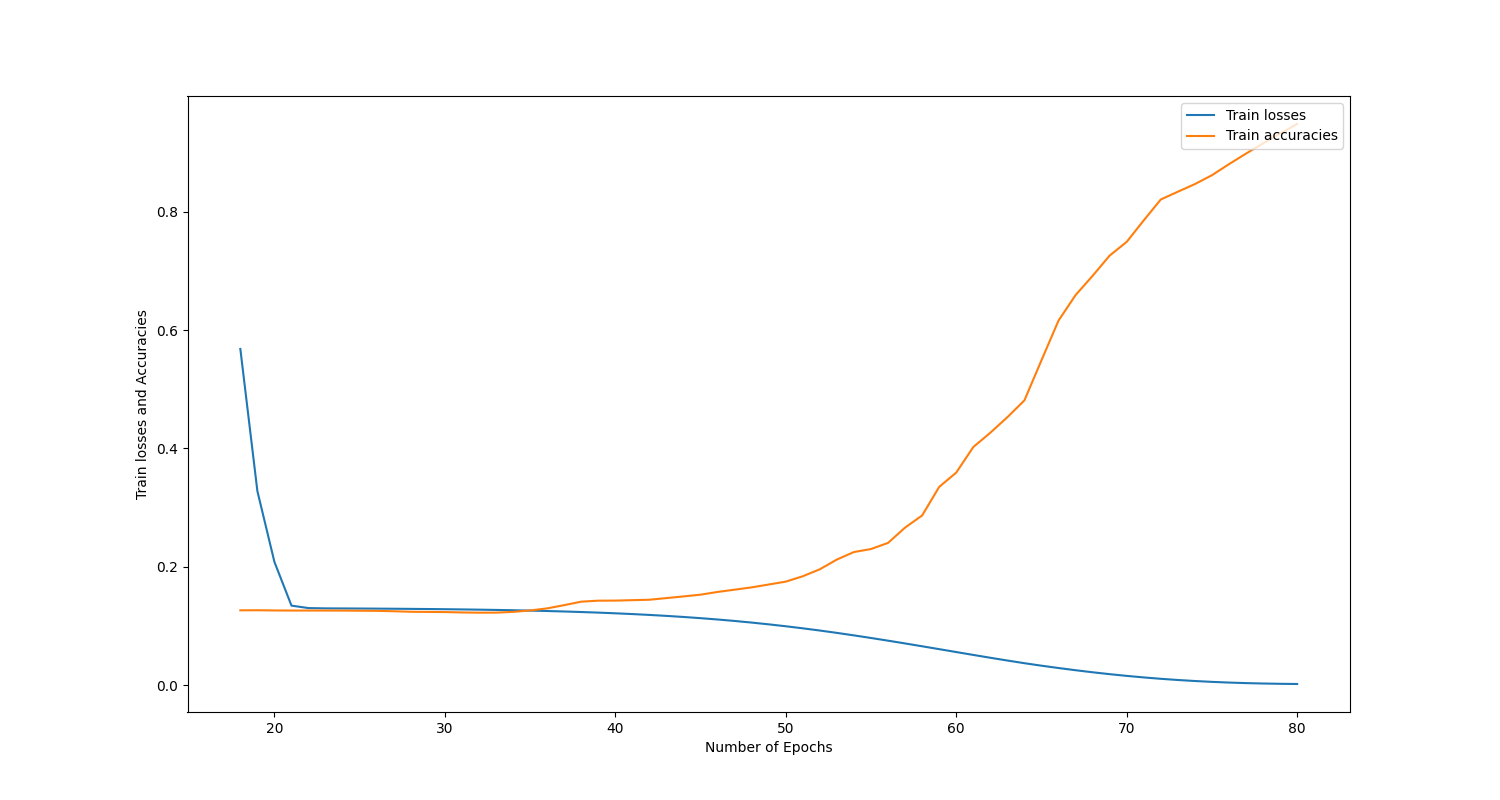 Train losses
Train accuracies
Train losses and Accuracies
0.8
0.6
0.4
0.2
0.0
20 30 40 50 60 70 80
Number of Epochs